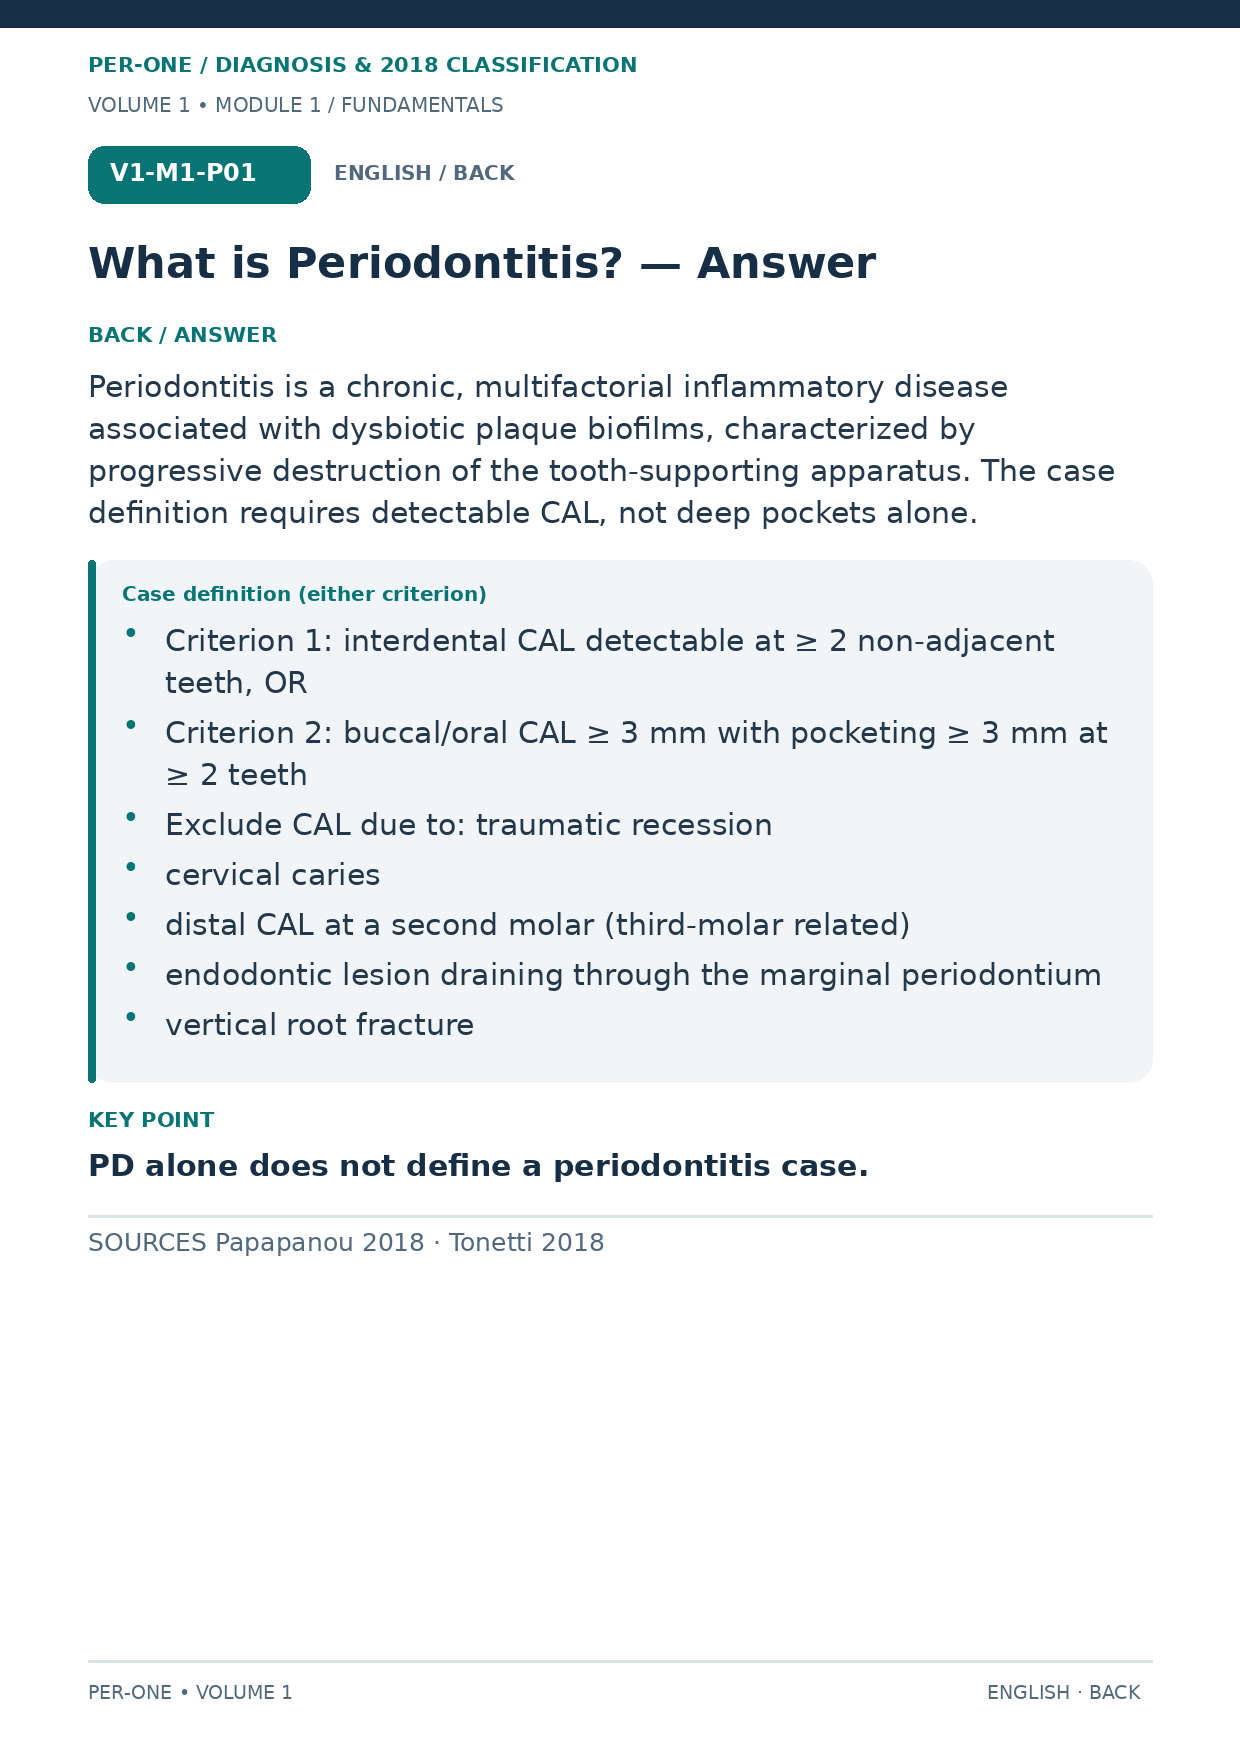 PER-ONE / DIAGNOSIS & 2018 CLASSIFICATION
VOLUME 1 • MODULE 1 / FUNDAMENTALS
V1-M1-P01 ENGLISH / BACK
What is Periodontitis? — Answer
BACK / ANSWER
Periodontitis is a chronic, multifactorial inflammatory disease
associated with dysbiotic plaque biofilms, characterized by
progressive destruction of the tooth-supporting apparatus. The case
definition requires detectable CAL, not deep pockets alone.
Case definition (either criterion)
• Criterion 1: interdental CAL detectable at ≥ 2 non-adjacent
teeth, OR
• Criterion 2: buccal/oral CAL ≥ 3 mm with pocketing ≥ 3 mm at
≥ 2 teeth
• Exclude CAL due to: traumatic recession
• cervical caries
• distal CAL at a second molar (third-molar related)
• endodontic lesion draining through the marginal periodontium
• vertical root fracture
KEY POINT
PD alone does not define a periodontitis case.
SOURCES Papapanou 2018 · Tonetti 2018
PER-ONE • VOLUME 1 ENGLISH · BACK